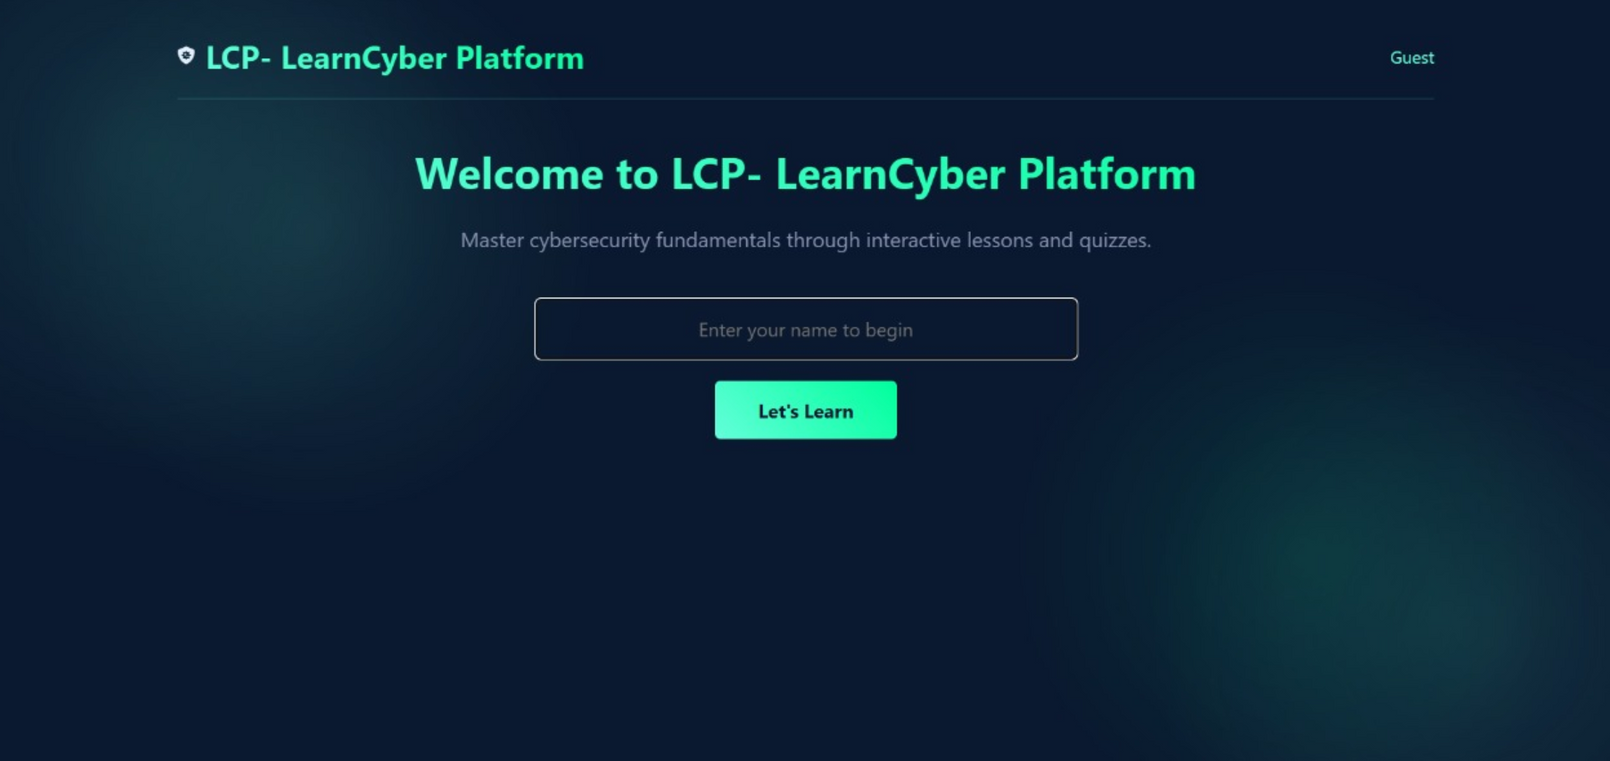 LCP- LearnCyber Platform
Guest
Welcome to LCP- LearnCyber Platform
Master cybersecurity fundamentals through interactive lessons and quizzes.
Enter your name to begin
Let's Learn